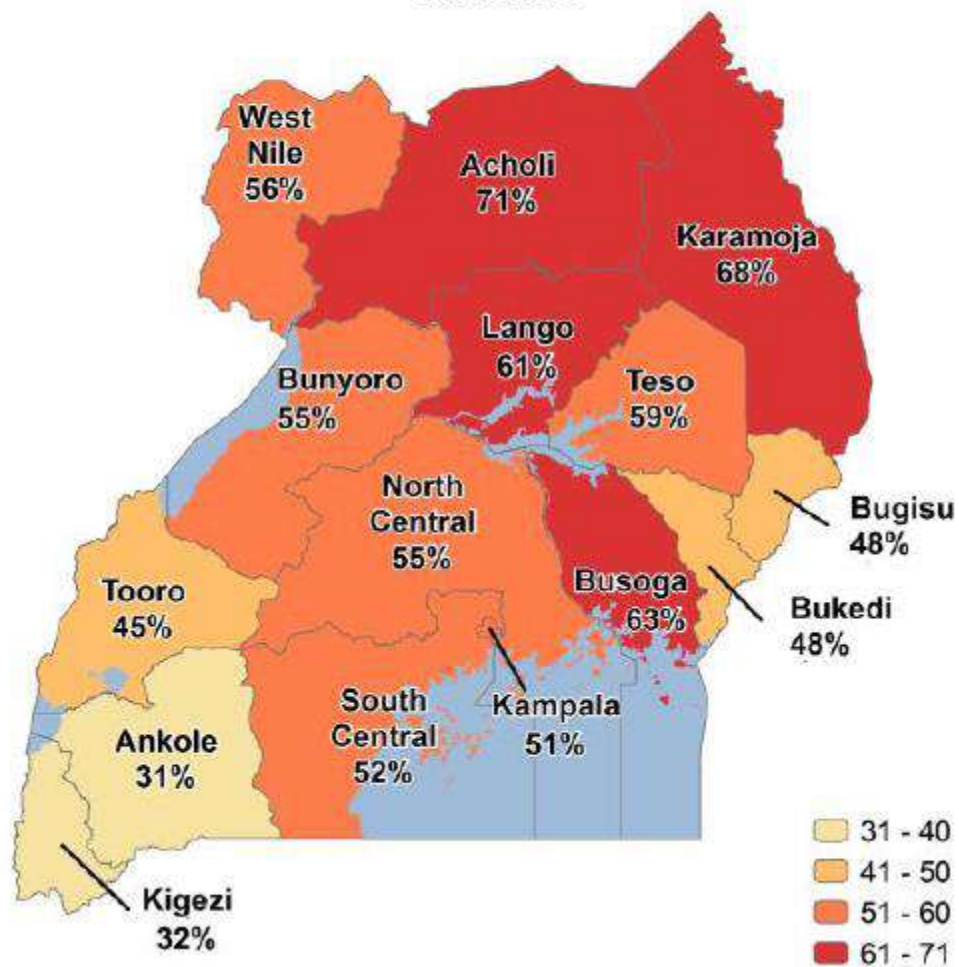 West
Nile
56%
Acholi
71%
Karamoja
68%
Lango
61%
Bunyoro
55%
Teso
59%
North
Central
55%
Bugisu
48%
Tooro
45%
Busoga
63%
Bukedi
48%
South
Central
52%
Kampala
51%
Ankole
31%
Kigezi
32%
31 - 40
41 - 50
51 - 60
61 - 71